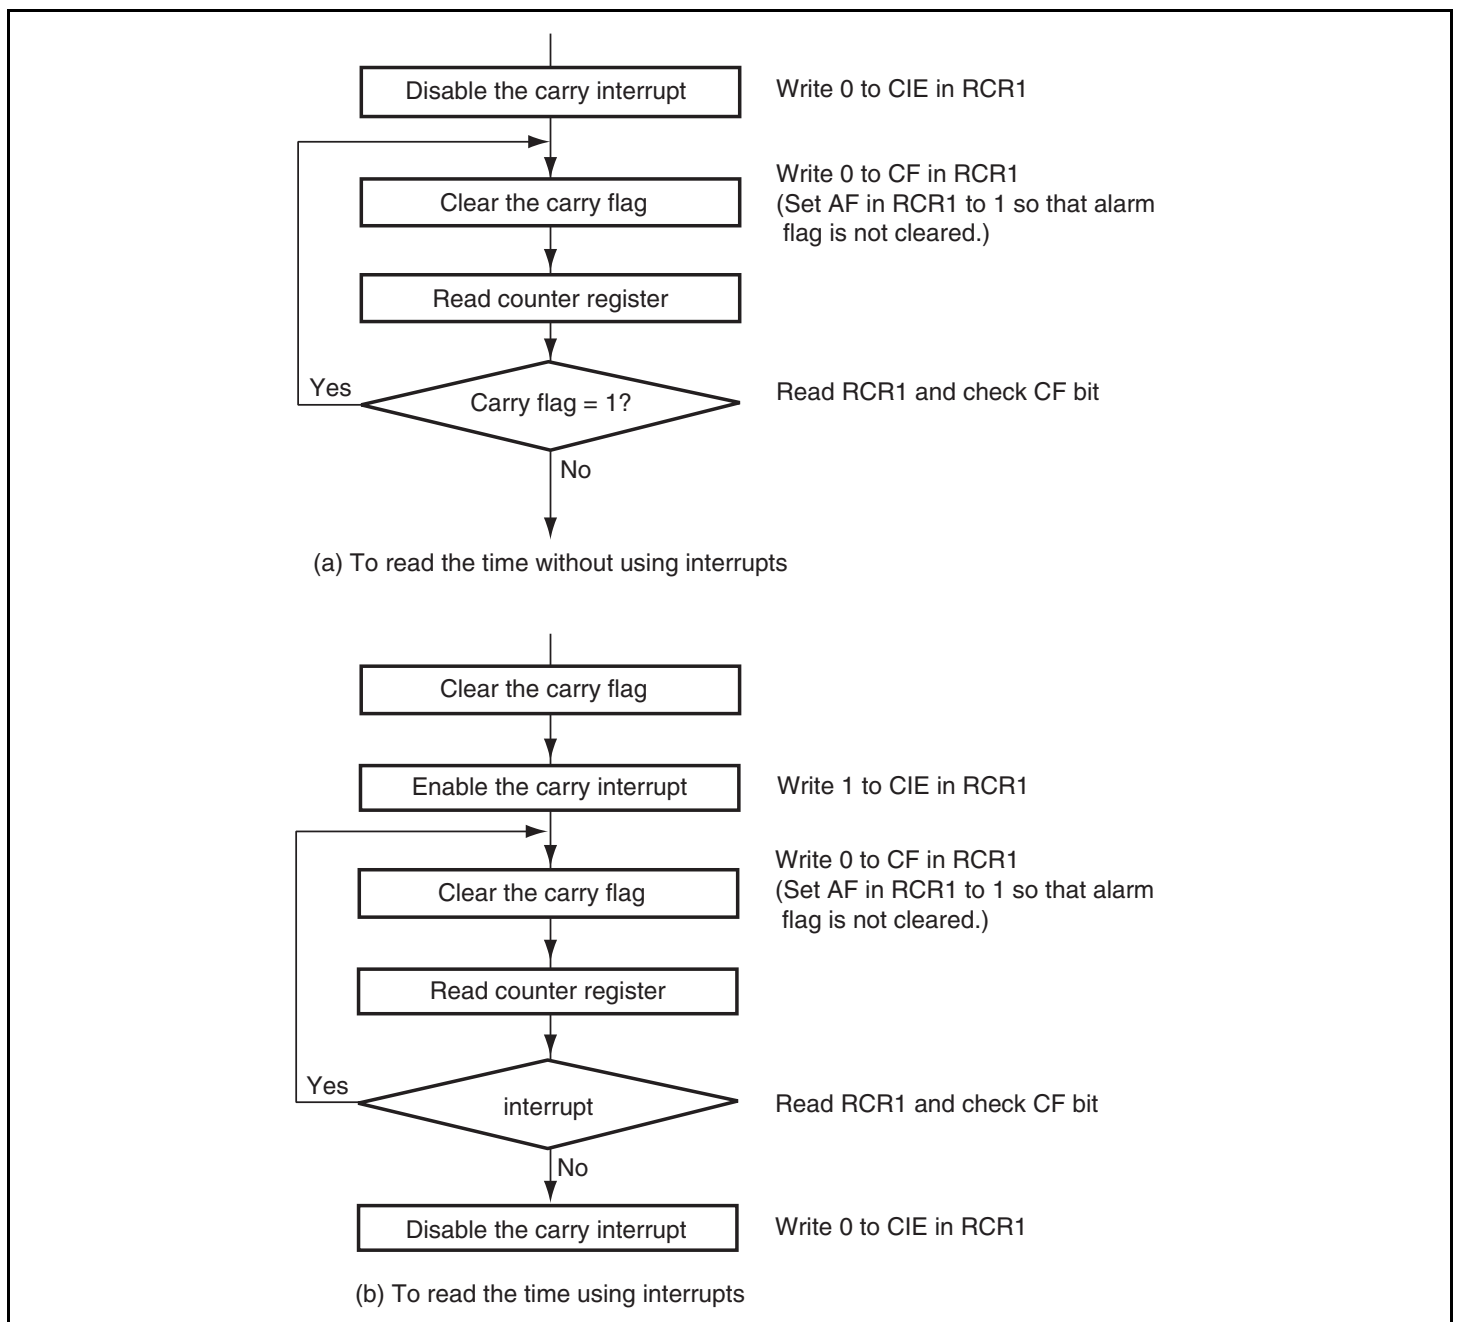 Disable the carry interrupt
Write 0 to CIE in RCR1
Clear the carry flag
Write 0 to CF in RCR1
(Set AF in RCR1 to 1 so that alarm
flag is not cleared.)
Read counter register
Yes
Carry flag = 1?
Read RCR1 and check CF bit
No
(a) To read the time without using interrupts
Clear the carry flag
Enable the carry interrupt
Write 1 to CIE in RCR1
Clear the carry flag
Write 0 to CF in RCR1
(Set AF in RCR1 to 1 so that alarm
flag is not cleared.)
Read counter register
Yes
interrupt
Read RCR1 and check CF bit
No
Disable the carry interrupt
Write 0 to CIE in RCR1
(b) To read the time using interrupts